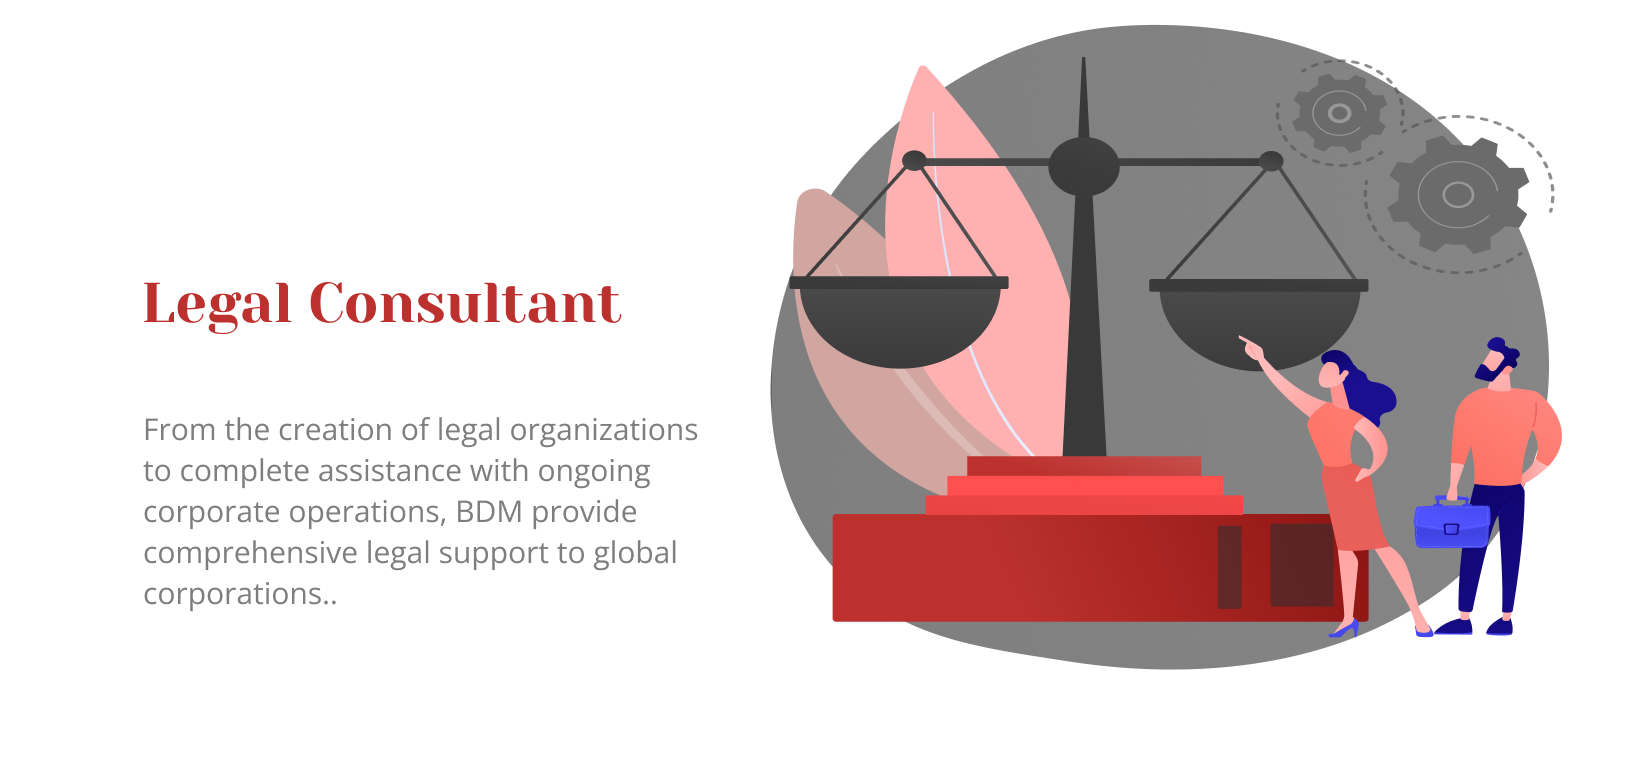 Legal Consultant
From the creation of legal organizations
to complete assistance with ongoing
corporate operations, BDM provide
comprehensive legal support to global
corporations..